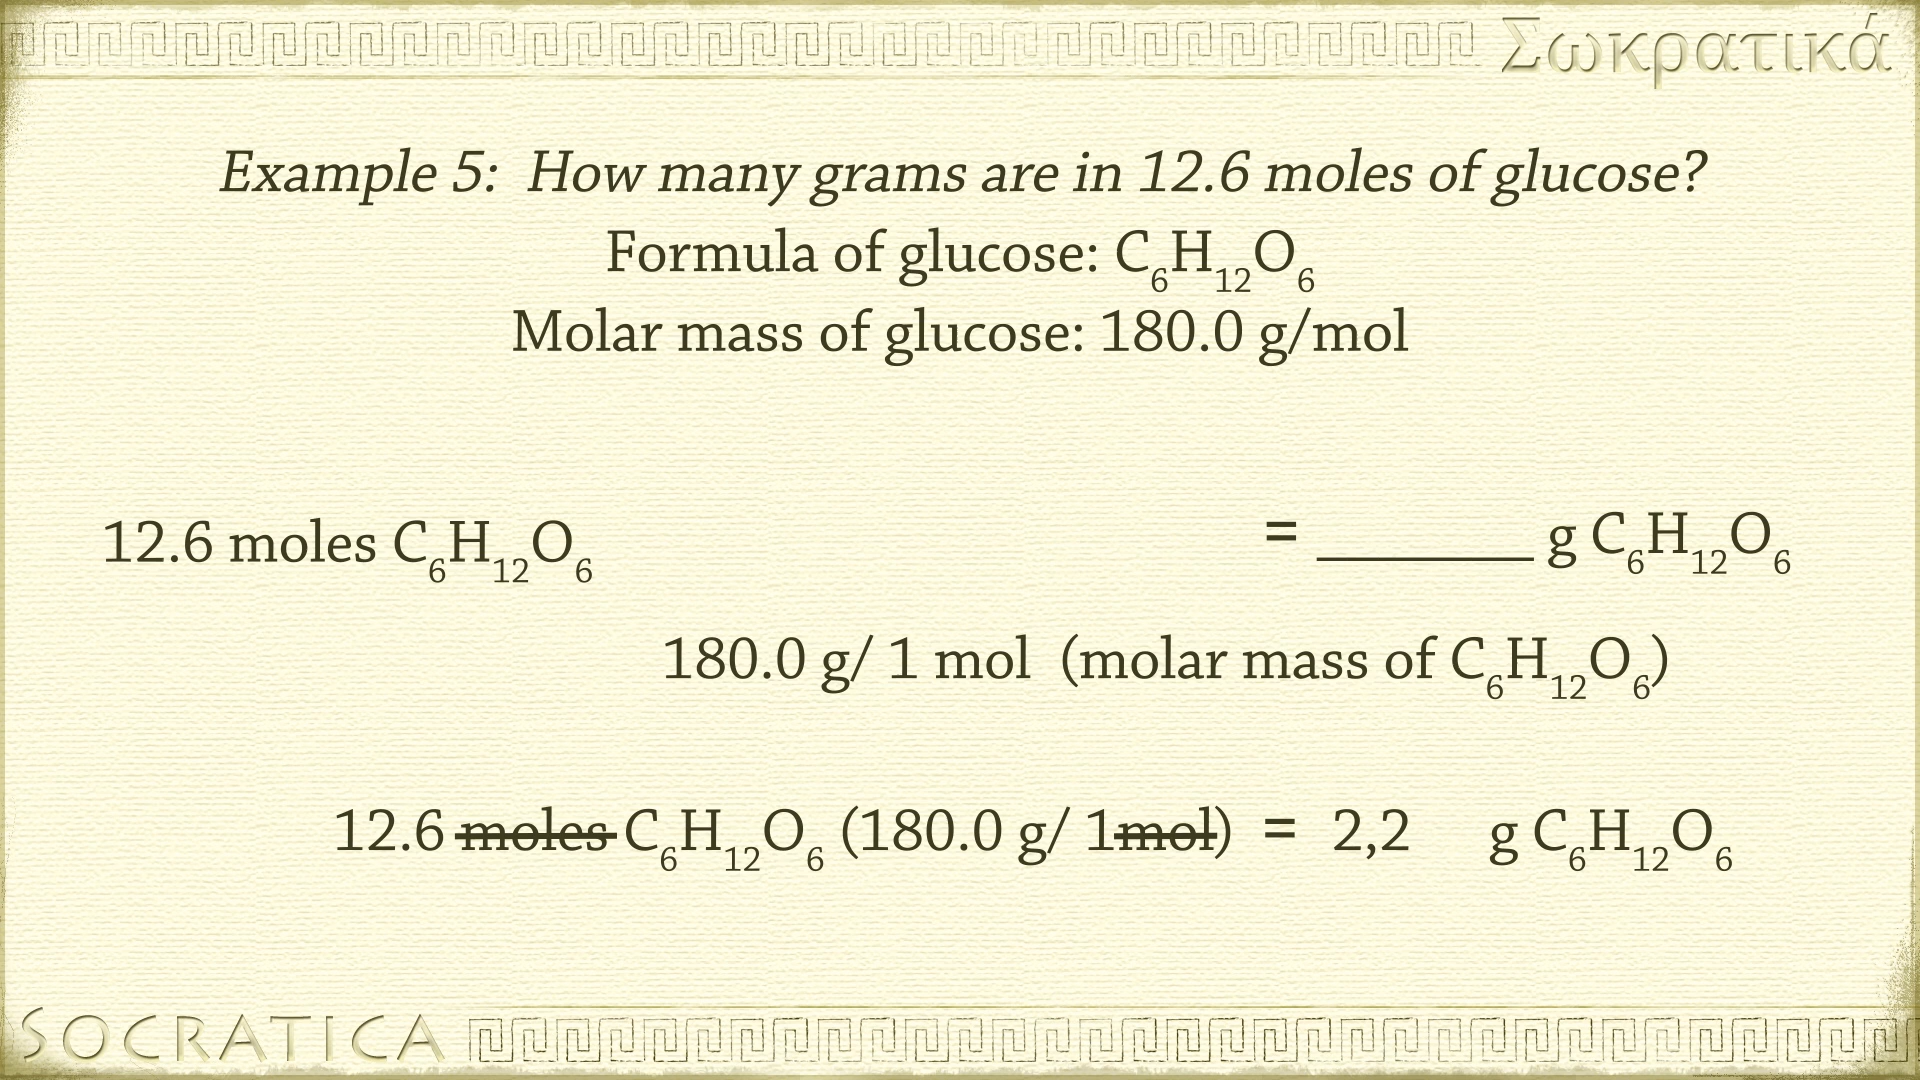 Σωκρατικά
Example 5: How many grams are in 12.6 moles of glucose?
Formula of glucose: C₆H₁₂O₆
Molar mass of glucose: 180.0 g/mol
12.6 moles C₆H₁₂O₆ = ________ g C₆H₁₂O₆
180.0 g/ 1 mol (molar mass of C₆H₁₂O₆)
12.6 moles C₆H₁₂O₆ (180.0 g/ 1mol) = 2,2 g C₆H₁₂O₆
SOCRATICA